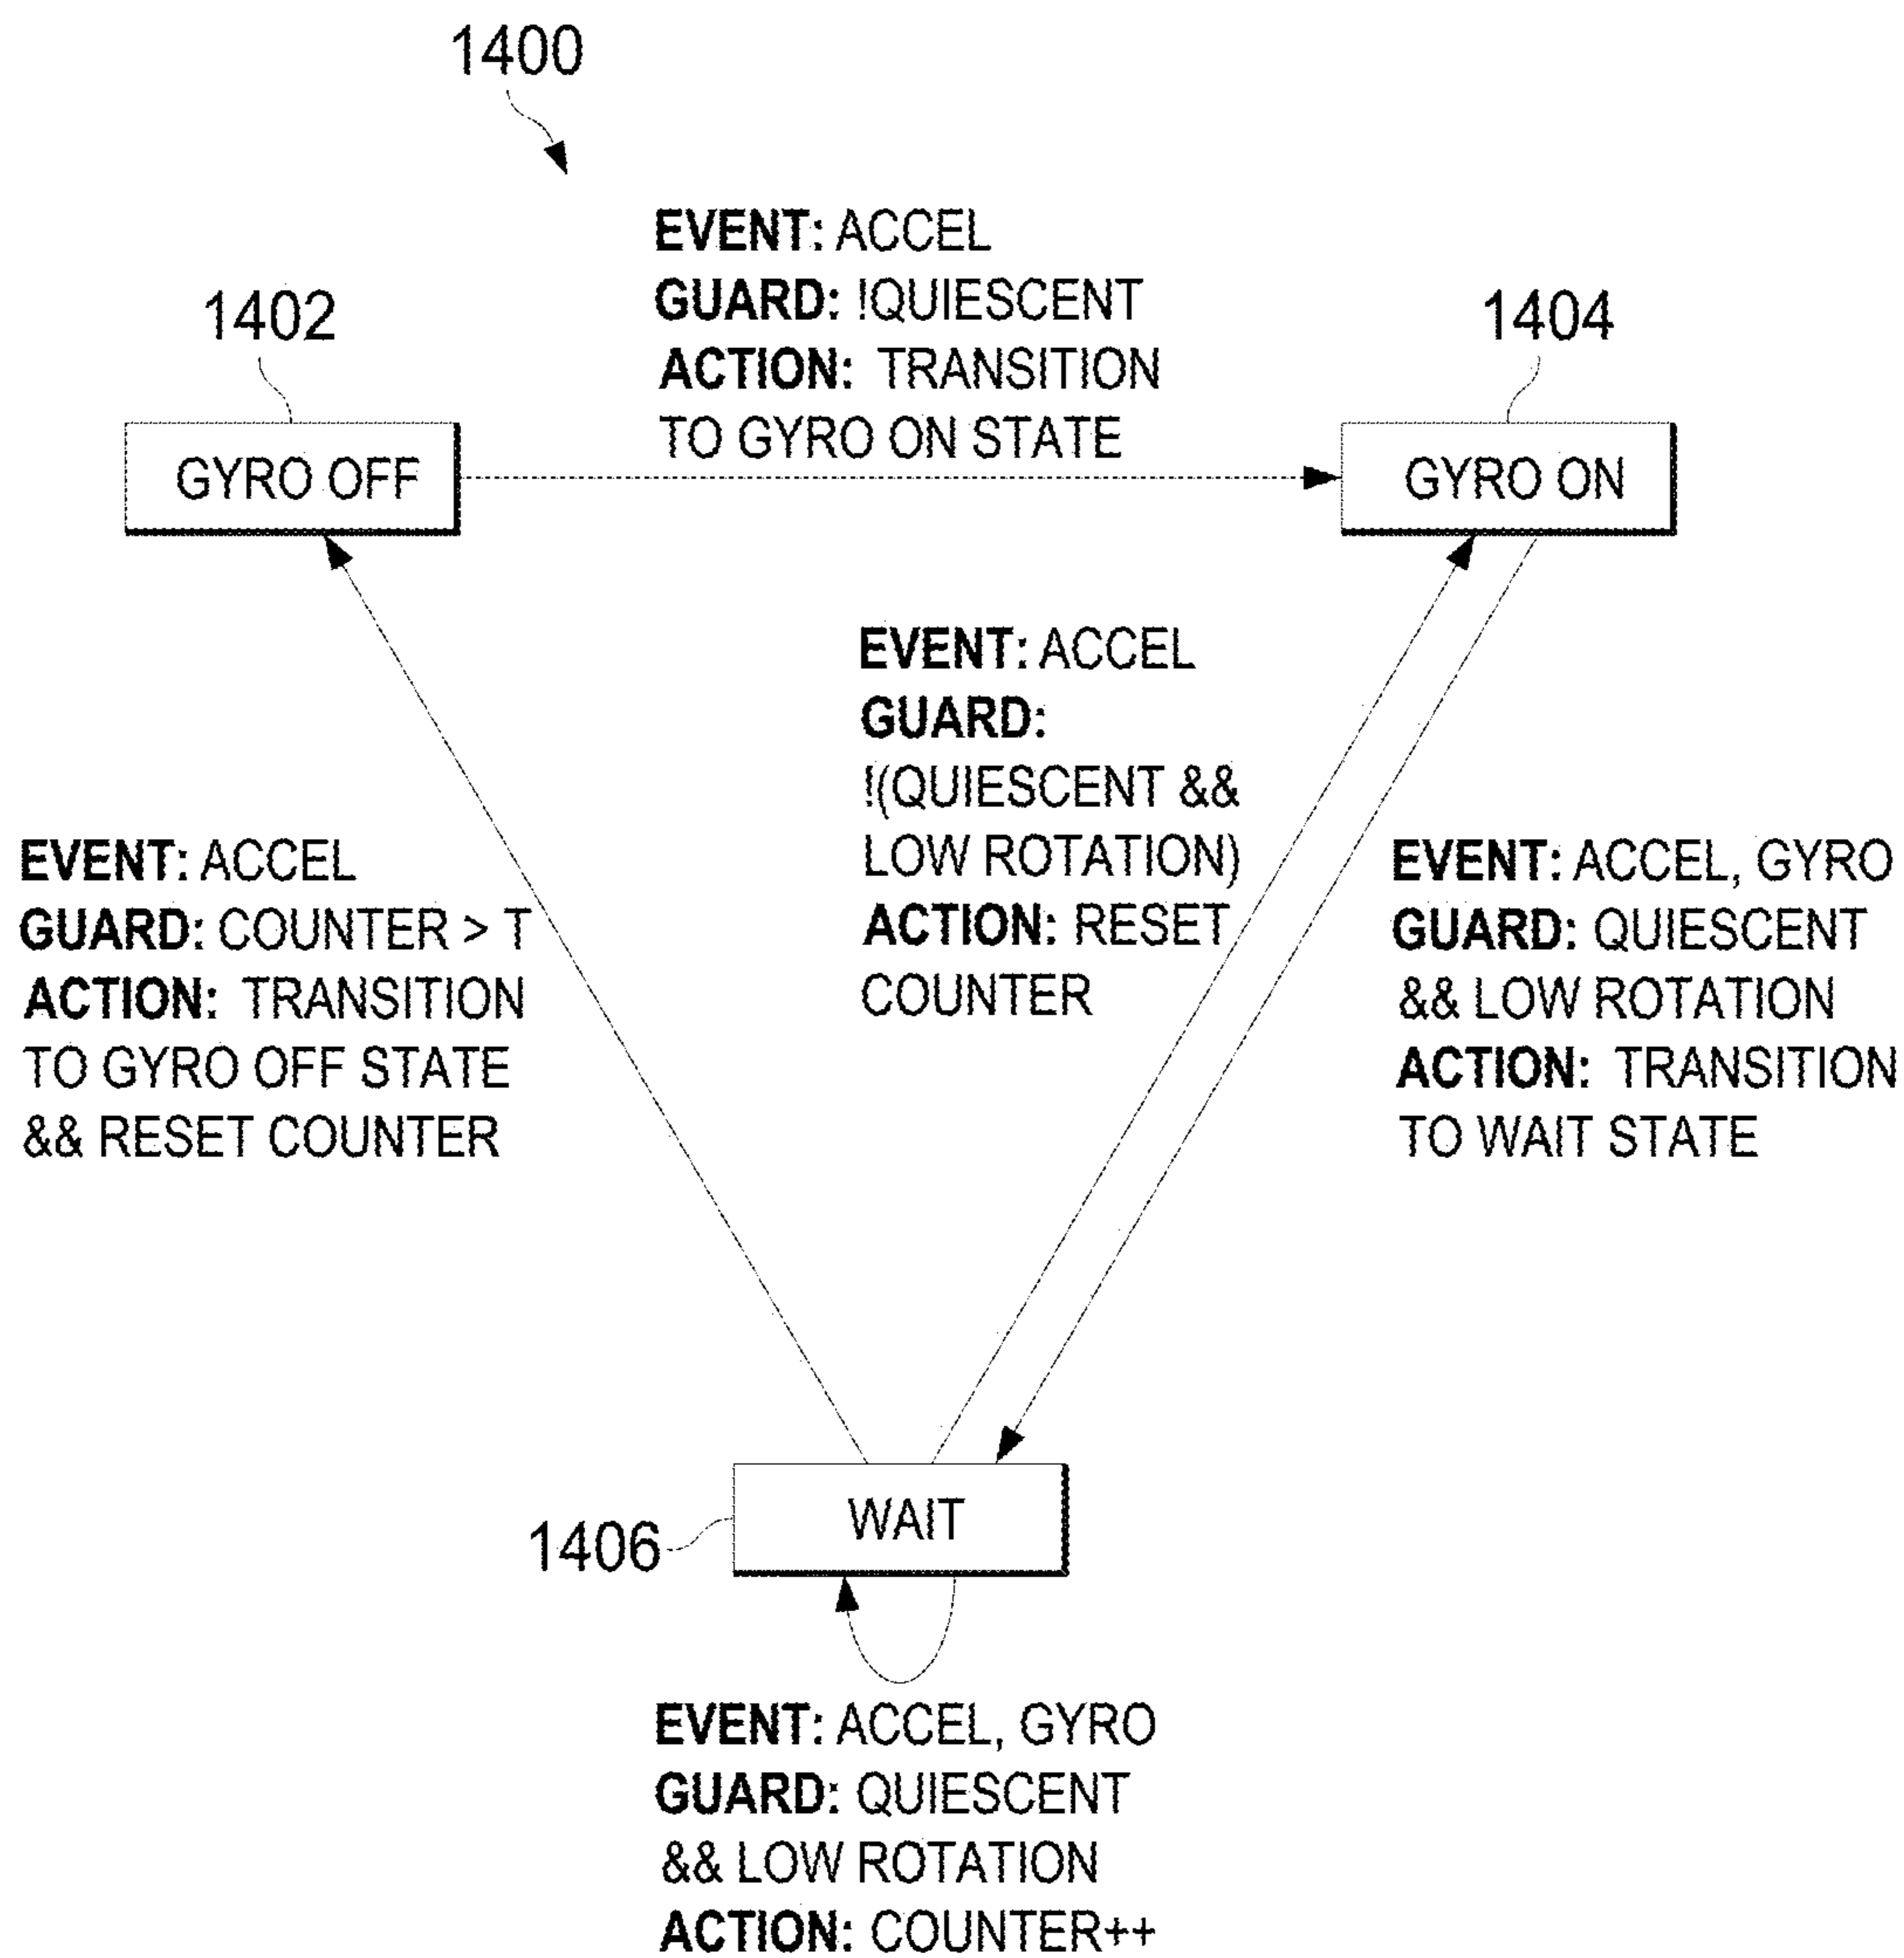 1400
EVENT: ACCEL
GUARD: !QUIESCENT
ACTION: TRANSITION
TO GYRO ON STATE
1402
1404
GYRO OFF
GYRO ON
EVENT: ACCEL
GUARD:
!(QUIESCENT &&
LOW ROTATION)
ACTION: RESET
COUNTER
EVENT: ACCEL
GUARD: COUNTER > T
ACTION: TRANSITION
TO GYRO OFF STATE
&& RESET COUNTER
EVENT: ACCEL, GYRO
GUARD: QUIESCENT
&& LOW ROTATION
ACTION: TRANSITION
TO WAIT STATE
WAIT
1406
EVENT: ACCEL, GYRO
GUARD: QUIESCENT
&& LOW ROTATION
ACTION: COUNTER++